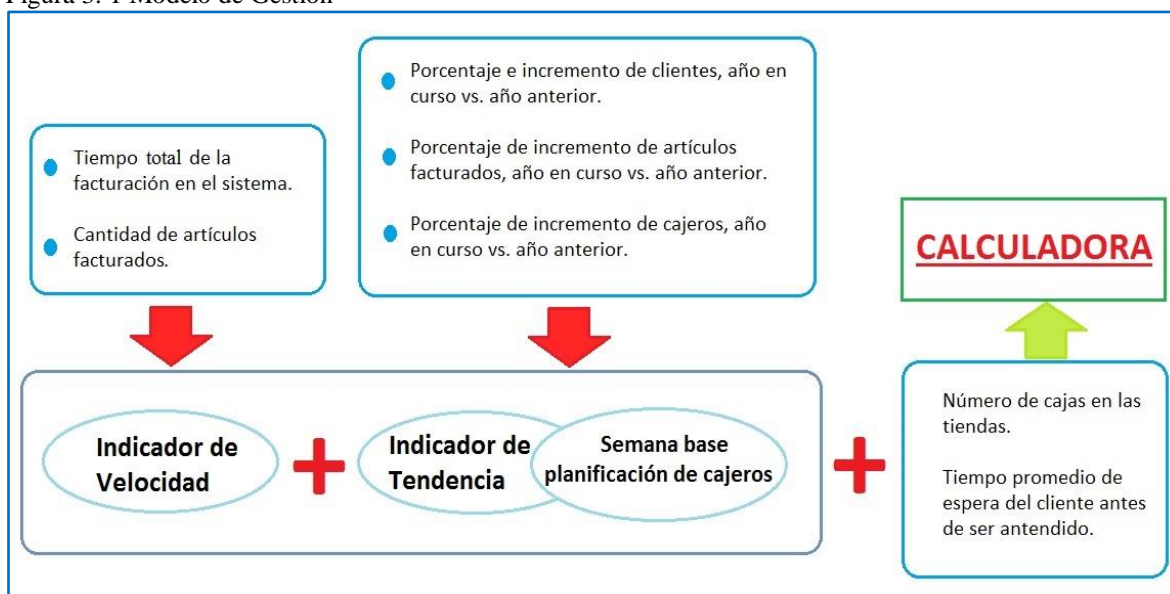 Figura 3. 1 Modelo de Gestión
Tiempo total de la
facturación en el sistema.
Cantidad de artículos
facturados.
Porcentaje e incremento de clientes, año en
curso vs. año anterior.
Porcentaje de incremento de artículos
facturados, año en curso vs. año anterior.
Porcentaje de incremento de cajeros, año
en curso vs. año anterior.
CALCULADORA
Indicador de
Velocidad
Indicador de
Tendencia
Semana base
planificación de cajeros
Número de cajas en las
tiendas.
Tiempo promedio de
espera del cliente antes
de ser antendido.